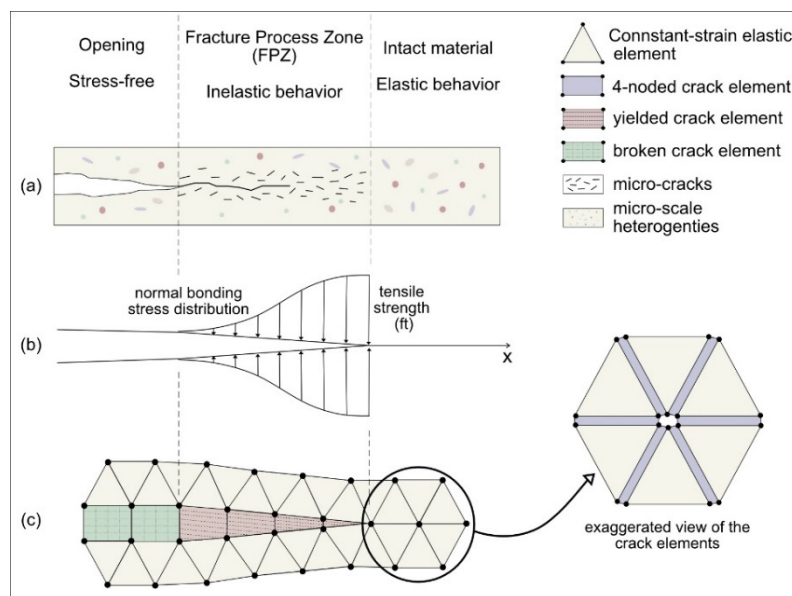 Opening
Stress-free
Fracture Process Zone
(FPZ)
Inelastic behavior
Intact material
Elastic behavior
Connstant-strain elastic
element
4-noded crack element
yielded crack element
broken crack element
micro-cracks
micro-scale
heterogenties
(a)
normal bonding
stress distribution
tensile
strength
(ft)
(b)
X
(c)
exaggerated view of the
crack elements